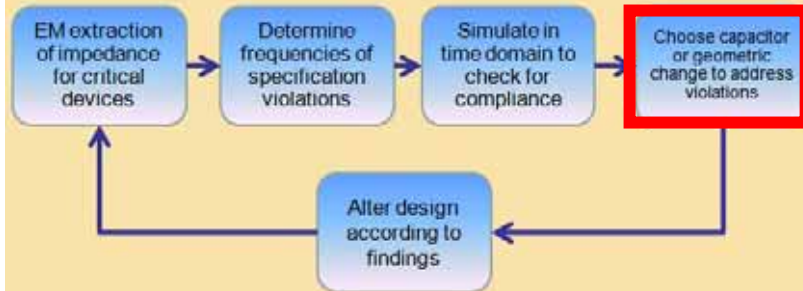 EM extraction
of impedance
for critical
devices
Determine
frequencies of
specification
violations
Simulate in
time domain to
check for
compliance
Choose capacitor
or geometric
change to address
violations
Alter design
according to
findings